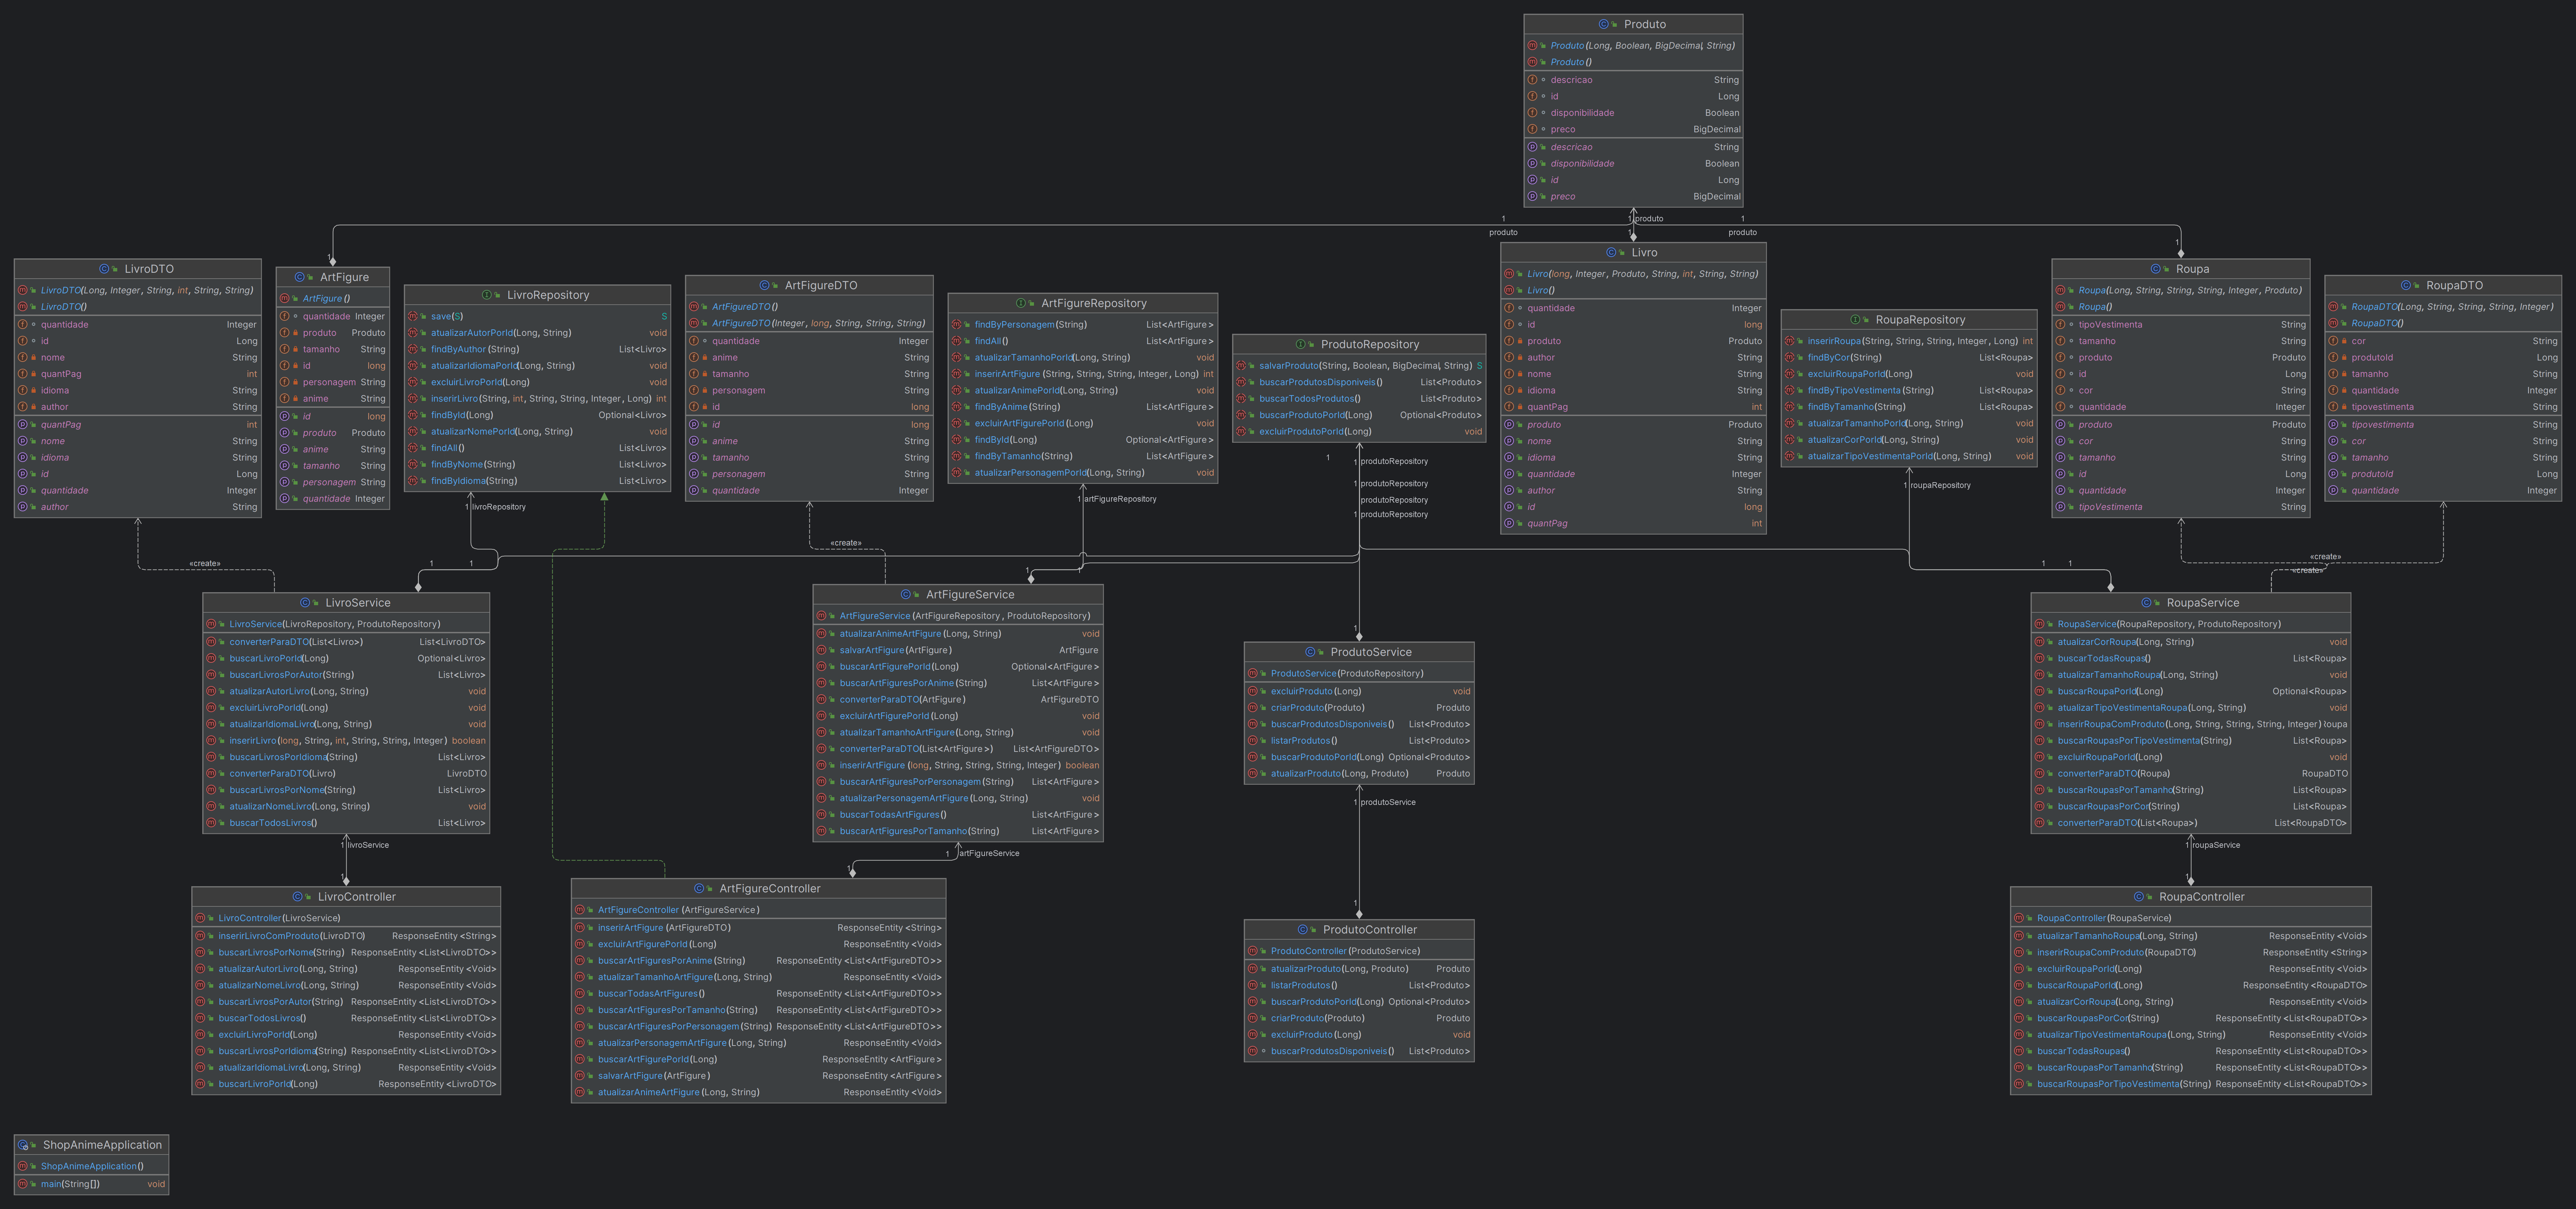 Produto
Produto(Long, Boolean, BigDecimal, String)
Produto()
descricao String
id Long
disponibilidade Boolean
preco BigDecimal
descricao String
disponibilidade Boolean
id Long
preco BigDecimal
1 1 produto 1
produto 1 produto
1 1
LivroDTO
LivroDTO(Long, Integer, String, int, String, String)
LivroDTO()
quantidade Integer
id Long
nome String
quantPag int
idioma String
author String
quantPag int
nome String
idioma String
id Long
quantidade Integer
author String
ArtFigure
ArtFigure()
quantidade Integer
produto Produto
tamanho String
id long
personagem String
anime String
id long
produto Produto
anime String
tamanho String
personagem String
quantidade Integer
LivroRepository
save(S) S
atualizarAutorPorId(Long, String) void
findByAuthor(String) List<Livro>
atualizarIdiomaPorId(Long, String) void
excluirLivroPorId(Long) void
inserirLivro(String, int, String, String, Integer, Long) int
findById(Long) Optional<Livro>
atualizarNomePorId(Long, String) void
findAll() List<Livro>
findByNome(String) List<Livro>
findByIdioma(String) List<Livro>
ArtFigureDTO
ArtFigureDTO()
ArtFigureDTO(Integer, long, String, String, String)
quantidade Integer
anime String
tamanho String
personagem String
id long
id long
anime String
tamanho String
personagem String
quantidade Integer
ArtFigureRepository
findByPersonagem(String) List<ArtFigure>
findAll() List<ArtFigure>
atualizarTamanhoPorId(Long, String) void
inserirArtFigure(String, String, String, Integer, Long) int
atualizarAnimePorId(Long, String) void
findByAnime(String) List<ArtFigure>
excluirArtFigurePorId(Long) void
findById(Long) Optional<ArtFigure>
findByTamanho(String) List<ArtFigure>
atualizarPersonagemPorId(Long, String) void
ProdutoRepository
salvarProduto(String, Boolean, BigDecimal, String) S
buscarProdutosDisponiveis() List<Produto>
buscarTodosProdutos() List<Produto>
buscarProdutoPorId(Long) Optional<Produto>
excluirProdutoPorId(Long) void
Livro
Livro(long, Integer, Produto, String, int, String, String)
Livro()
quantidade Integer
id long
produto Produto
author String
nome String
idioma String
quantPag int
produto Produto
nome String
idioma String
quantidade Integer
author String
id long
quantPag int
RoupaRepository
inserirRoupa(String, String, String, Integer, Long) int
findByCor(String) List<Roupa>
excluirRoupaPorId(Long) void
findByTipoVestimenta(String) List<Roupa>
findByTamanho(String) List<Roupa>
atualizarTamanhoPorId(Long, String) void
atualizarCorPorId(Long, String) void
atualizarTipoVestimentaPorId(Long, String) void
Roupa
Roupa(Long, String, String, String, Integer, Produto)
Roupa()
tipoVestimenta String
tamanho String
produto Produto
id Long
cor String
quantidade Integer
produto Produto
cor String
tamanho String
id Long
quantidade Integer
tipoVestimenta String
RoupaDTO
RoupaDTO(Long, String, String, String, Integer)
RoupaDTO()
cor String
produtoId Long
tamanho String
quantidade Integer
tipovestimenta String
tipovestimenta String
cor String
tamanho String
produtoId Long
quantidade Integer
1 livroRepository
1 artFigureRepository
1 1 produtoRepository
1 produtoRepository
produtoRepository
1 produtoRepository
1 roupaRepository
«create»
1 1
«create»
1 1
1 1
«create»
«create»
LivroService
LivroService(LivroRepository, ProdutoRepository)
converterParaDTO(List<Livro>) List<LivroDTO>
buscarLivroPorId(Long) Optional<Livro>
buscarLivrosPorAutor(String) List<Livro>
atualizarAutorLivro(Long, String) void
excluirLivroPorId(Long) void
atualizarIdiomaLivro(Long, String) void
inserirLivro(long, String, int, String, String, Integer) boolean
buscarLivrosPorIdioma(String) List<Livro>
converterParaDTO(Livro) LivroDTO
buscarLivrosPorNome(String) List<Livro>
atualizarNomeLivro(Long, String) void
buscarTodosLivros() List<Livro>
ArtFigureService
ArtFigureService(ArtFigureRepository, ProdutoRepository)
atualizarAnimeArtFigure(Long, String) void
salvarArtFigure(ArtFigure) ArtFigure
buscarArtFigurePorId(Long) Optional<ArtFigure>
buscarArtFiguresPorAnime(String) List<ArtFigure>
converterParaDTO(ArtFigure) ArtFigureDTO
excluirArtFigurePorId(Long) void
atualizarTamanhoArtFigure(Long, String) void
converterParaDTO(List<ArtFigure>) List<ArtFigureDTO>
inserirArtFigure(long, String, String, String, Integer) boolean
buscarArtFiguresPorPersonagem(String) List<ArtFigure>
atualizarPersonagemArtFigure(Long, String) void
buscarTodasArtFigures() List<ArtFigure>
buscarArtFiguresPorTamanho(String) List<ArtFigure>
1
ProdutoService
ProdutoService(ProdutoRepository)
excluirProduto(Long) void
criarProduto(Produto) Produto
buscarProdutosDisponiveis() List<Produto>
listarProdutos() List<Produto>
buscarProdutoPorId(Long) Optional<Produto>
atualizarProduto(Long, Produto) Produto
RoupaService
RoupaService(RoupaRepository, ProdutoRepository)
atualizarCorRoupa(Long, String) void
buscarTodasRoupas() List<Roupa>
atualizarTamanhoRoupa(Long, String) void
buscarRoupaPorId(Long) Optional<Roupa>
atualizarTipoVestimentaRoupa(Long, String) void
inserirRoupaComProduto(Long, String, String, String, Integer) Roupa
buscarRoupasPorTipoVestimenta(String) List<Roupa>
excluirRoupaPorId(Long) void
converterParaDTO(Roupa) RoupaDTO
buscarRoupasPorTamanho(String) List<Roupa>
buscarRoupasPorCor(String) List<Roupa>
converterParaDTO(List<Roupa>) List<RoupaDTO>
1 livroService
1
1 artFigureService
1
1 produtoService
1
1 roupaService
1
LivroController
LivroController(LivroService)
inserirLivroComProduto(LivroDTO) ResponseEntity<String>
buscarLivrosPorNome(String) ResponseEntity<List<LivroDTO>>
atualizarAutorLivro(Long, String) ResponseEntity<Void>
atualizarNomeLivro(Long, String) ResponseEntity<Void>
buscarLivrosPorAutor(String) ResponseEntity<List<LivroDTO>>
buscarTodosLivros() ResponseEntity<List<LivroDTO>>
excluirLivroPorId(Long) ResponseEntity<Void>
buscarLivrosPorIdioma(String) ResponseEntity<List<LivroDTO>>
atualizarIdiomaLivro(Long, String) ResponseEntity<Void>
buscarLivroPorId(Long) ResponseEntity<LivroDTO>
ArtFigureController
ArtFigureController(ArtFigureService)
inserirArtFigure(ArtFigureDTO) ResponseEntity<String>
excluirArtFigurePorId(Long) ResponseEntity<Void>
buscarArtFiguresPorAnime(String) ResponseEntity<List<ArtFigureDTO>>
atualizarTamanhoArtFigure(Long, String) ResponseEntity<Void>
buscarTodasArtFigures() ResponseEntity<List<ArtFigureDTO>>
buscarArtFiguresPorTamanho(String) ResponseEntity<List<ArtFigureDTO>>
buscarArtFiguresPorPersonagem(String) ResponseEntity<List<ArtFigureDTO>>
atualizarPersonagemArtFigure(Long, String) ResponseEntity<Void>
buscarArtFigurePorId(Long) ResponseEntity<ArtFigure>
salvarArtFigure(ArtFigure) ResponseEntity<ArtFigure>
atualizarAnimeArtFigure(Long, String) ResponseEntity<Void>
ProdutoController
ProdutoController(ProdutoService)
atualizarProduto(Long, Produto) Produto
listarProdutos() List<Produto>
buscarProdutoPorId(Long) Optional<Produto>
criarProduto(Produto) Produto
excluirProduto(Long) void
buscarProdutosDisponiveis() List<Produto>
RoupaController
RoupaController(RoupaService)
atualizarTamanhoRoupa(Long, String) ResponseEntity<Void>
inserirRoupaComProduto(RoupaDTO) ResponseEntity<String>
excluirRoupaPorId(Long) ResponseEntity<Void>
buscarRoupaPorId(Long) ResponseEntity<RoupaDTO>
atualizarCorRoupa(Long, String) ResponseEntity<Void>
buscarRoupasPorCor(String) ResponseEntity<List<RoupaDTO>>
atualizarTipoVestimentaRoupa(Long, String) ResponseEntity<Void>
buscarTodasRoupas() ResponseEntity<List<RoupaDTO>>
buscarRoupasPorTamanho(String) ResponseEntity<List<RoupaDTO>>
buscarRoupasPorTipoVestimenta(String) ResponseEntity<List<RoupaDTO>>
ShopAnimeApplication
ShopAnimeApplication()
main(String[]) void